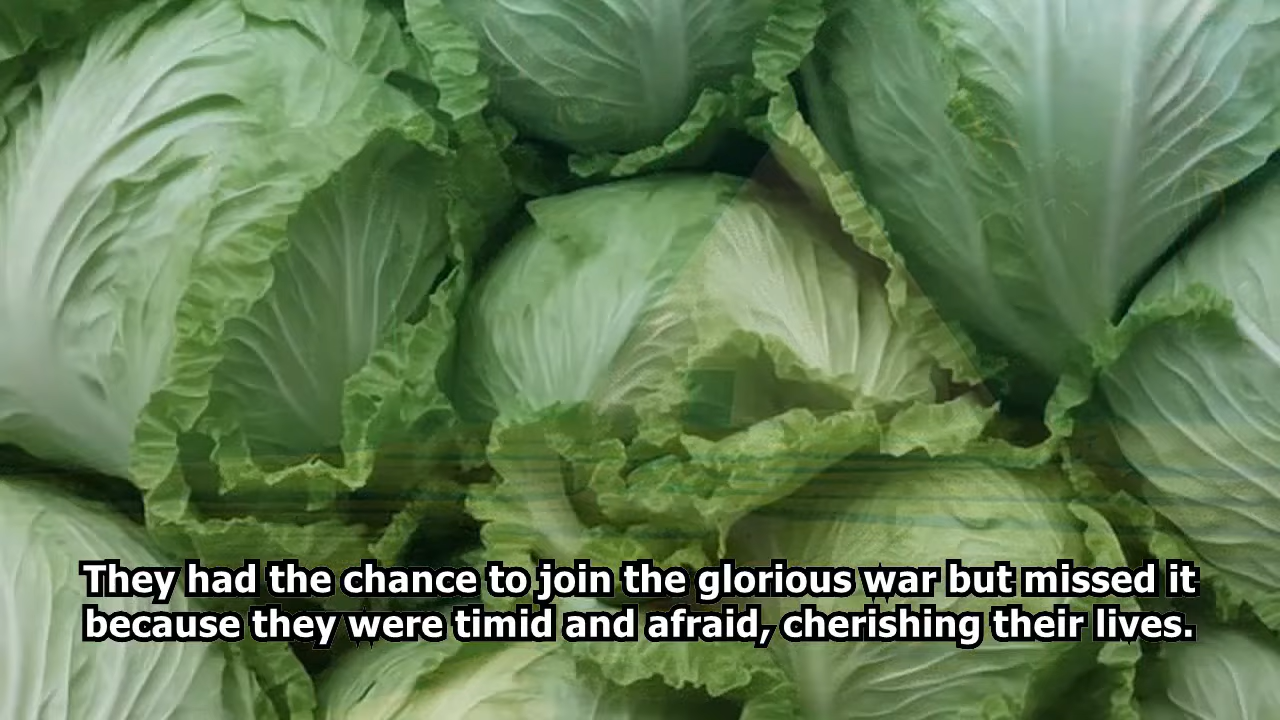 They had the chance to join the glorious war but missed it
because they were timid and afraid, cherishing their lives.